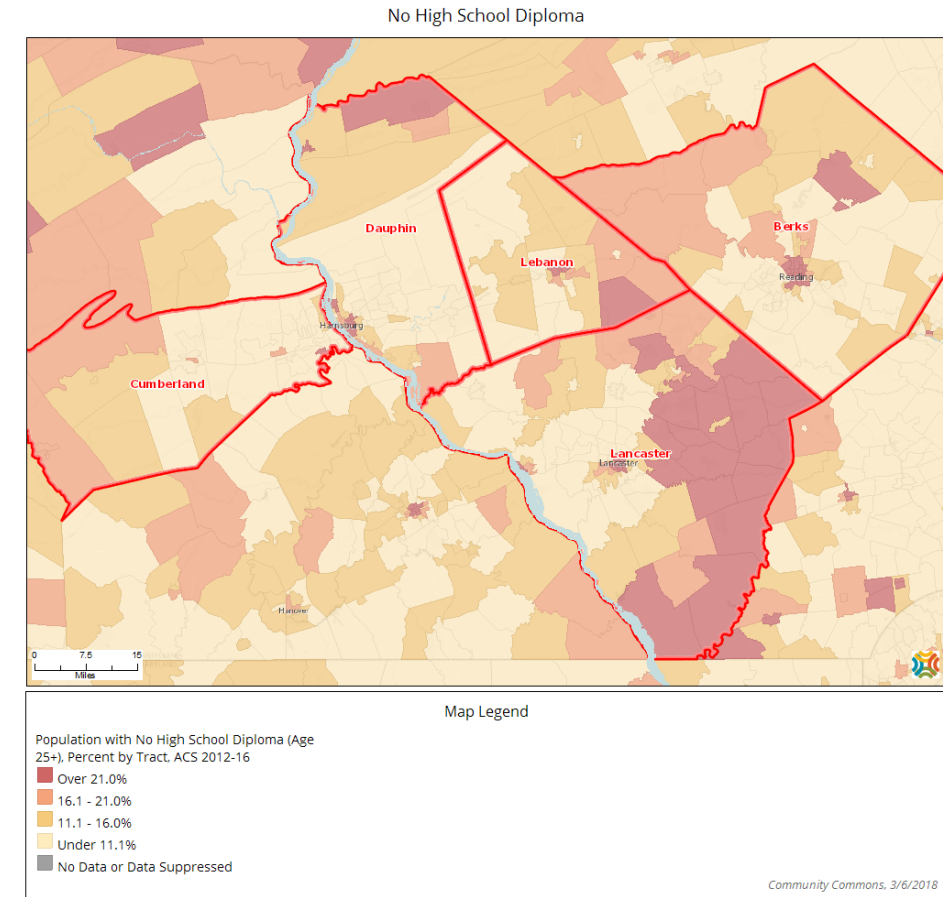 No High School Diploma
Dauphin
Berks
Lebanon
Reading
Harrisburg
Cumberland
Lancaster
Lancaster
Hanover
0 7.5 15
Miles
Map Legend
Population with No High School Diploma (Age
25+), Percent by Tract, ACS 2012-16
Over 21.0%
16.1 - 21.0%
11.1 - 16.0%
Under 11.1%
No Data or Data Suppressed
Community Commons, 3/6/2018